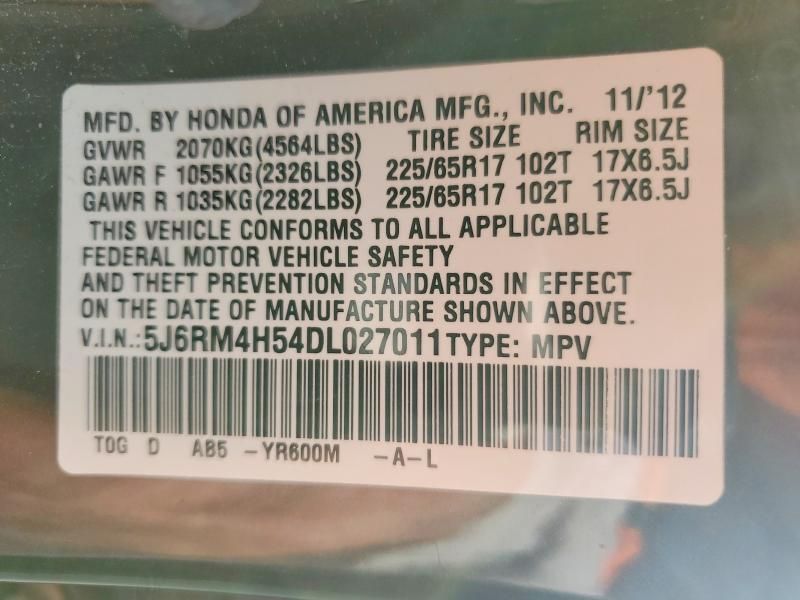 MFD. BY HONDA OF AMERICA MFG., INC. 11/'12
GVWR 2070KG(4564LBS) TIRE SIZE RIM SIZE
GAWR F 1055KG(2326LBS) 225/65R17 102T 17X6.5J
GAWR R 1035KG(2282LBS) 225/65R17 102T 17X6.5J
THIS VEHICLE CONFORMS TO ALL APPLICABLE
FEDERAL MOTOR VEHICLE SAFETY
AND THEFT PREVENTION STANDARDS IN EFFECT
ON THE DATE OF MANUFACTURE SHOWN ABOVE.
V.I.N.:5J6RM4H54DL027011 TYPE: MPV
T0G D AB5 -YR600M -A-L